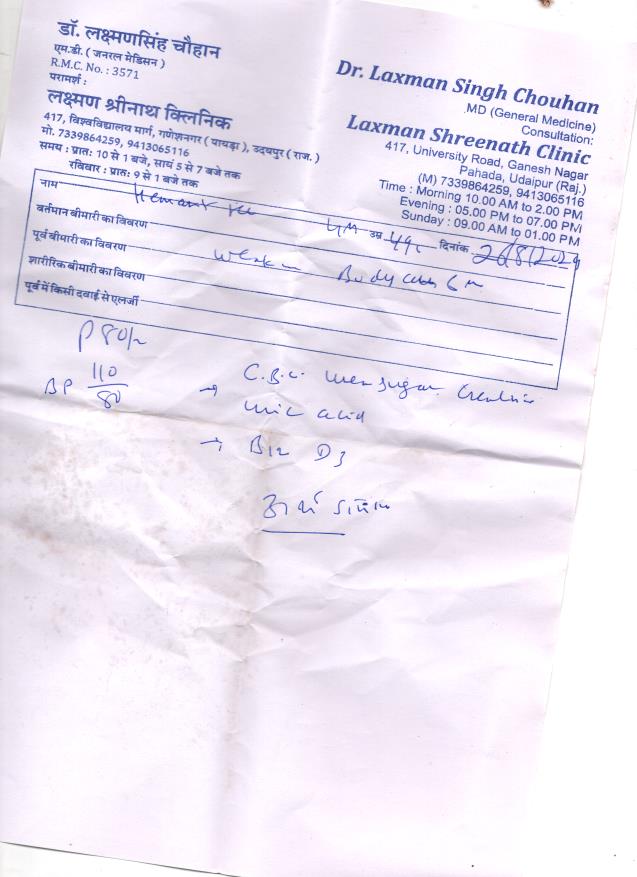 डॉ. लक्ष्मणसिंह चौहान
एम.डी. ( जनरल मेडिसन )
R.M.C. No. : 3571
परामर्श :
लक्ष्मण श्रीनाथ क्लिनिक
417, विश्वविद्यालय मार्ग, गणेशनगर ( पायड़ा ), उदयपुर ( राज. )
मो. 7339864259, 9413065116
समय : प्रातः 10 से 1 बजे, सायं 5 से 7 बजे तक
रविवार : प्रातः 9 से 1 बजे तक
Dr. Laxman Singh Chouhan
MD (General Medicine)
Consultation:
Laxman Shreenath Clinic
417, University Road, Ganesh Nagar
Pahada, Udaipur (Raj.)
(M) 7339864259, 9413065116
Time : Morning 10.00 AM to 2.00 PM
Evening : 05.00 PM to 07.00 PM
Sunday : 09.00 AM to 01.00 PM
नाम उम्र 49 दिनांक
वर्तमान बीमारी का विवरण
पूर्व बीमारी का विवरण Body
शारीरिक बीमारी का विवरण
पूर्व में किसी दवाई से एलर्जी
P 80/
BP 110/80
→ C.B.C. sugar
uric acid
→ B12 D3